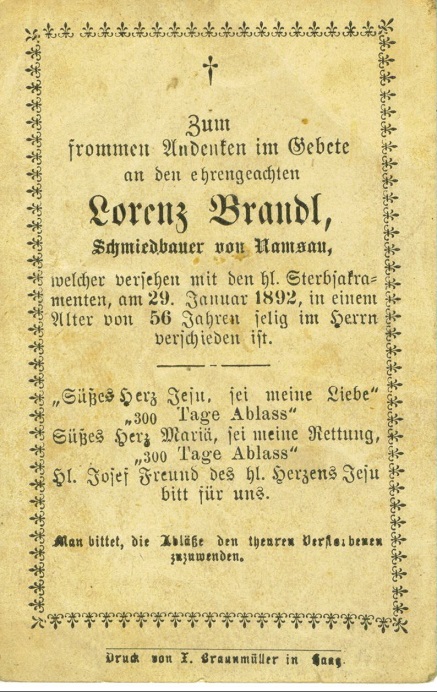 †
Zum
frommen Andenken im Gebete
an den ehrengeachten
Lorenz Brandl,
Schmiedbauer von Ramsau,
welcher versehen mit den hl. Sterbsakra=
menten, am 29. Januar 1892, in einem
Alter von 56 Jahren selig im Herrn
verschieden ist.
„Süßes Herz Jesu, sei meine Liebe“
„300 Tage Ablass“
Süßes Herz Mariä, sei meine Rettung,
„300 Tage Ablass“
Hl. Josef Freund des hl. Herzens Jesu
bitt für uns.
Man bittet, die Abläße den theuren Verstorbenen
zuzuwenden.
Druck von X. Braunmüller in Haag.